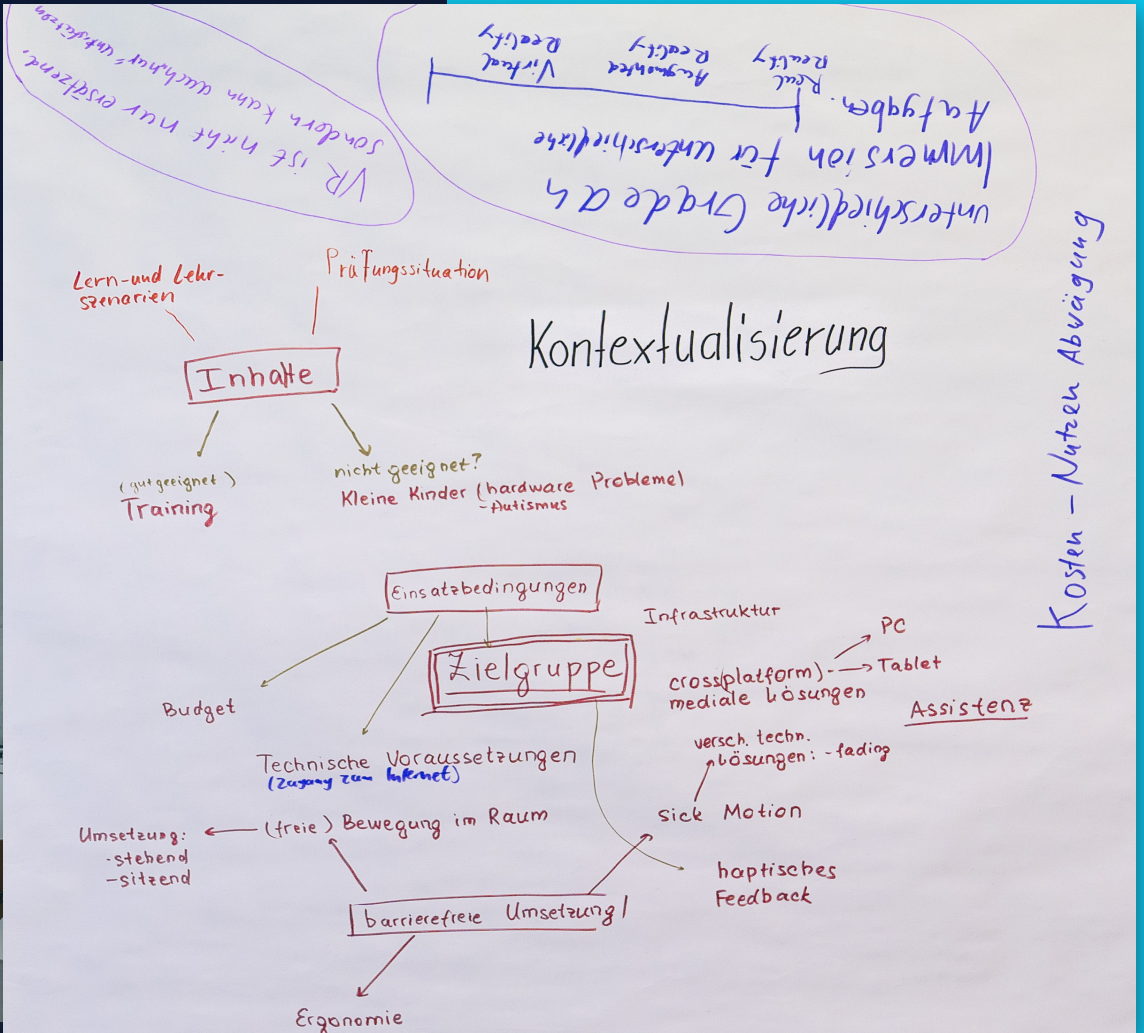 VR ist nicht nur ersätzend,
sondern kann auch nur "unterstützen
unterschiedliche Grade an
Immersion für unterschiedliche
Aufgaben.
Real
Reality
Augmented
Reality
Virtual
Reality
Lern-und Lehr-
szenarien
Prüfungssituation
Kontextualisierung
Inhalte
(gut geeignet)
Training
nicht geeignet?
Kleine Kinder (hardware Probleme)
-Autismus
Kosten - Nutzen Abwägung
Einsatzbedingungen
Zielgruppe
Infrastruktur
PC
cross(platform)- Tablet
mediale Lösungen
Assistenz
Budget
Technische Voraussetzungen
(Zugang zum Internet)
versch. techn.
Lösungen: -fading
sick Motion
(freie) Bewegung im Raum
Umsetzung:
-stehend
-sitzend
haptisches
Feedback
barrierefreie Umsetzung
Ergonomie